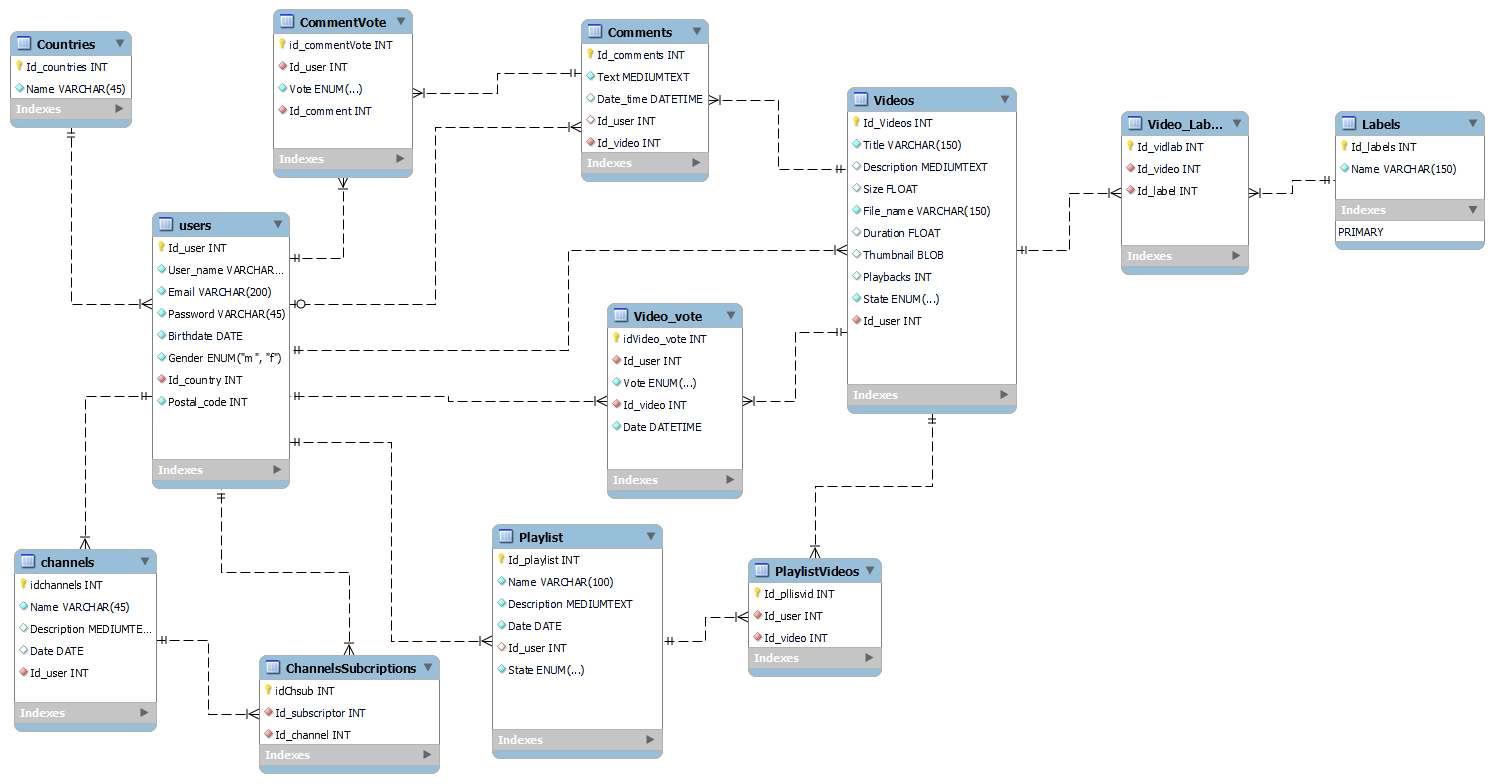 Countries
Id_countries INT
Name VARCHAR(45)
Indexes
CommentVote
id_commentVote INT
Id_user INT
Vote ENUM(...)
Id_comment INT
Indexes
Comments
Id_comments INT
Text MEDIUMTEXT
Date_time DATETIME
Id_user INT
Id_video INT
Indexes
Videos
Id_Videos INT
Title VARCHAR(150)
Description MEDIUMTEXT
Size FLOAT
File_name VARCHAR(150)
Duration FLOAT
Thumbnail BLOB
Playbacks INT
State ENUM(...)
Id_user INT
Indexes
Video_Lab...
Id_vidlab INT
Id_video INT
Id_label INT
Indexes
Labels
Id_labels INT
Name VARCHAR(150)
Indexes
PRIMARY
users
Id_user INT
User_name VARCHAR...
Email VARCHAR(200)
Password VARCHAR(45)
Birthdate DATE
Gender ENUM("m", "f")
Id_country INT
Postal_code INT
Indexes
Video_vote
idVideo_vote INT
Id_user INT
Vote ENUM(...)
Id_video INT
Date DATETIME
Indexes
channels
idchannels INT
Name VARCHAR(45)
Description MEDIUMTE...
Date DATE
Id_user INT
Indexes
ChannelsSubcriptions
idChsub INT
Id_subscriptor INT
Id_channel INT
Indexes
Playlist
Id_playlist INT
Name VARCHAR(100)
Description MEDIUMTEXT
Date DATE
Id_user INT
State ENUM(...)
Indexes
PlaylistVideos
Id_pllisvid INT
Id_user INT
Id_video INT
Indexes